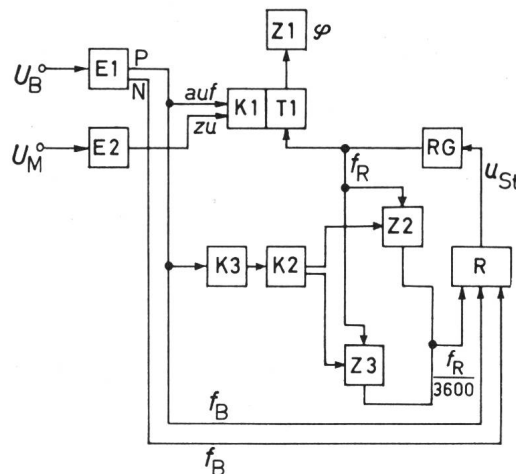 Z1 φ
U_B E1 P
N
auf K1 T1
zu
U_M E2
f_R RG u_St
Z2
K3 K2 R
Z3 f_R/3600
f_B
f_B